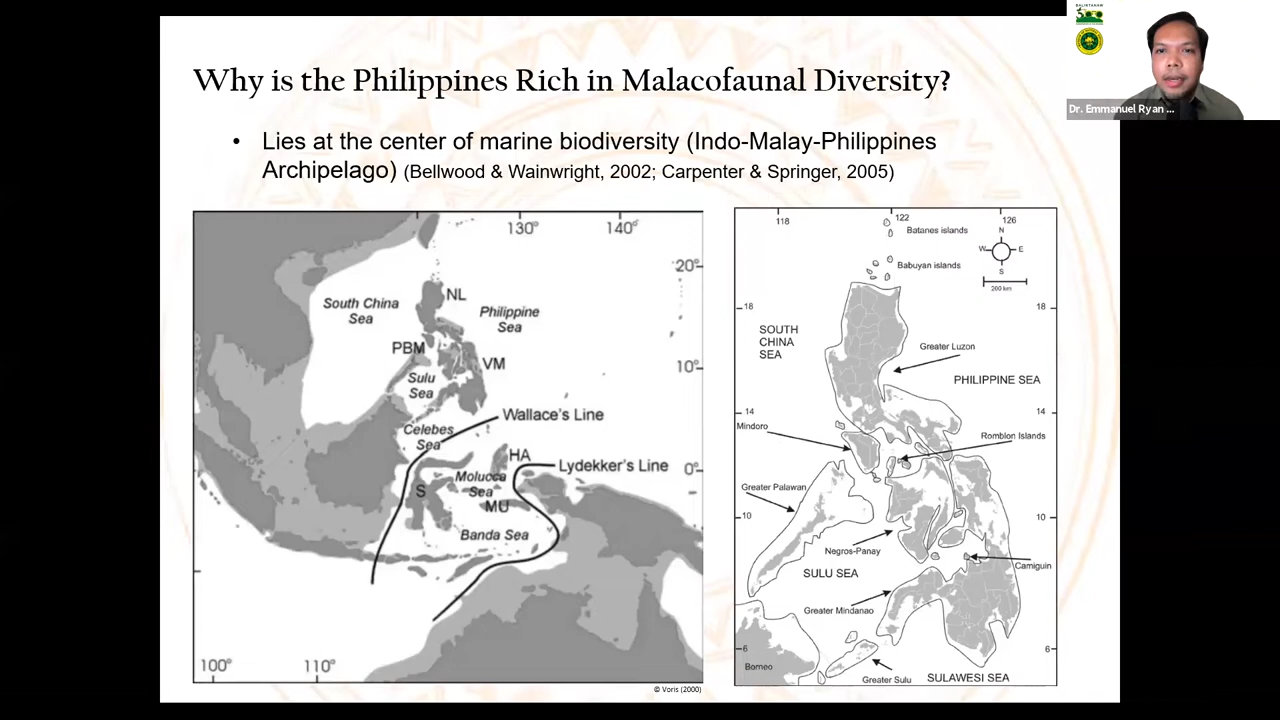 Why is the Philippines Rich in Malacofaunal Diversity?
• Lies at the center of marine biodiversity (Indo-Malay-Philippines
Archipelago) (Bellwood & Wainwright, 2002; Carpenter & Springer, 2005)
130°
140°
20°
NL
South China
Sea
Philippine
Sea
PBM
VM
10°
Sulu
Sea
Wallace's Line
Celebes
Sea
HA
Lydekker's Line
0°
Molucca
Sea
S
MU
Banda Sea
100°
110°
© Voris (2000)
118
122
126
Batanes islands
N
W
E
S
Babuyan islands
200 km
18
18
SOUTH
CHINA
SEA
Greater Luzon
PHILIPPINE SEA
14
14
Mindoro
Romblon Islands
Greater Palawan
10
10
Negros-Panay
Camiguin
SULU SEA
Greater Mindanao
6
6
Borneo
Greater Sulu
SULAWESI SEA
Dr. Emmanuel Ryan ...